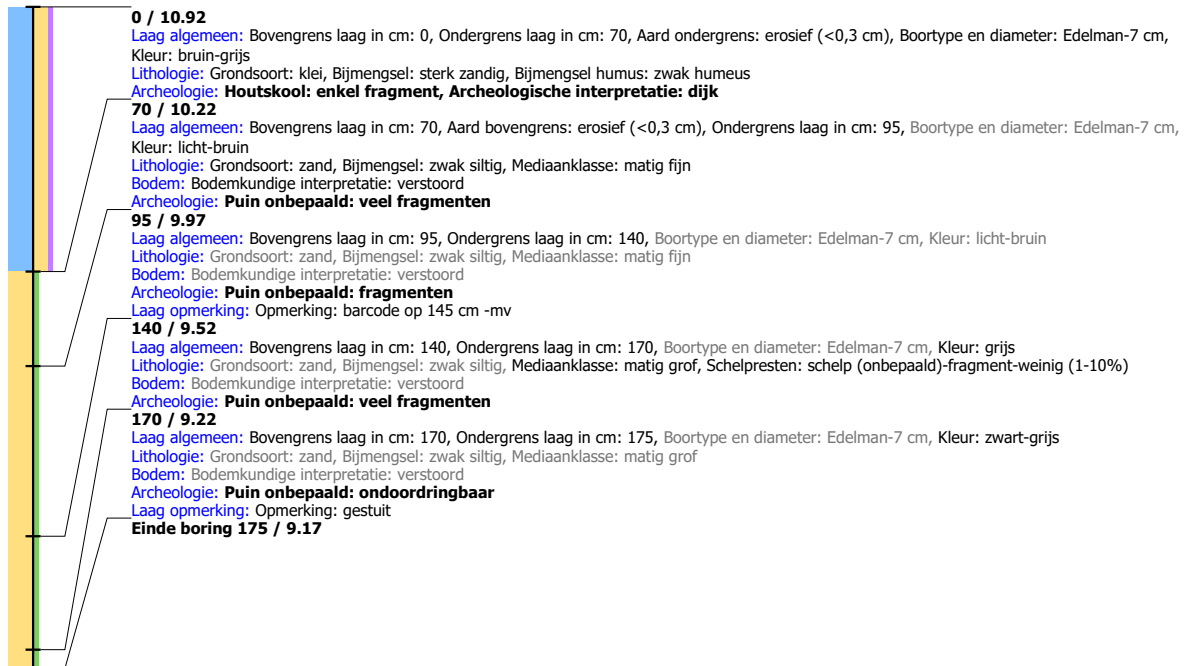 0 / 10.92
Laag algemeen: Bovengrens laag in cm: 0, Ondergrens laag in cm: 70, Aard ondergrens: erosief (<0,3 cm), Boortype en diameter: Edelman-7 cm,
Kleur: bruin-grijs
Lithologie: Grondsoort: klei, Bijmengsel: sterk zandig, Bijmengsel humus: zwak humeus
Archeologie: Houtskool: enkel fragment, Archeologische interpretatie: dijk
70 / 10.22
Laag algemeen: Bovengrens laag in cm: 70, Aard bovengrens: erosief (<0,3 cm), Ondergrens laag in cm: 95, Boortype en diameter: Edelman-7 cm,
Kleur: licht-bruin
Lithologie: Grondsoort: zand, Bijmengsel: zwak siltig, Mediaanklasse: matig fijn
Bodem: Bodemkundige interpretatie: verstoord
Archeologie: Puin onbepaald: veel fragmenten
95 / 9.97
Laag algemeen: Bovengrens laag in cm: 95, Ondergrens laag in cm: 140, Boortype en diameter: Edelman-7 cm, Kleur: licht-bruin
Lithologie: Grondsoort: zand, Bijmengsel: zwak siltig, Mediaanklasse: matig fijn
Bodem: Bodemkundige interpretatie: verstoord
Archeologie: Puin onbepaald: fragmenten
Laag opmerking: Opmerking: barcode op 145 cm -mv
140 / 9.52
Laag algemeen: Bovengrens laag in cm: 140, Ondergrens laag in cm: 170, Boortype en diameter: Edelman-7 cm, Kleur: grijs
Lithologie: Grondsoort: zand, Bijmengsel: zwak siltig, Mediaanklasse: matig grof, Schelpresten: schelp (onbepaald)-fragment-weinig (1-10%)
Bodem: Bodemkundige interpretatie: verstoord
Archeologie: Puin onbepaald: veel fragmenten
170 / 9.22
Laag algemeen: Bovengrens laag in cm: 170, Ondergrens laag in cm: 175, Boortype en diameter: Edelman-7 cm, Kleur: zwart-grijs
Lithologie: Grondsoort: zand, Bijmengsel: zwak siltig, Mediaanklasse: matig grof
Bodem: Bodemkundige interpretatie: verstoord
Archeologie: Puin onbepaald: ondoordringbaar
Laag opmerking: Opmerking: gestuit
Einde boring 175 / 9.17